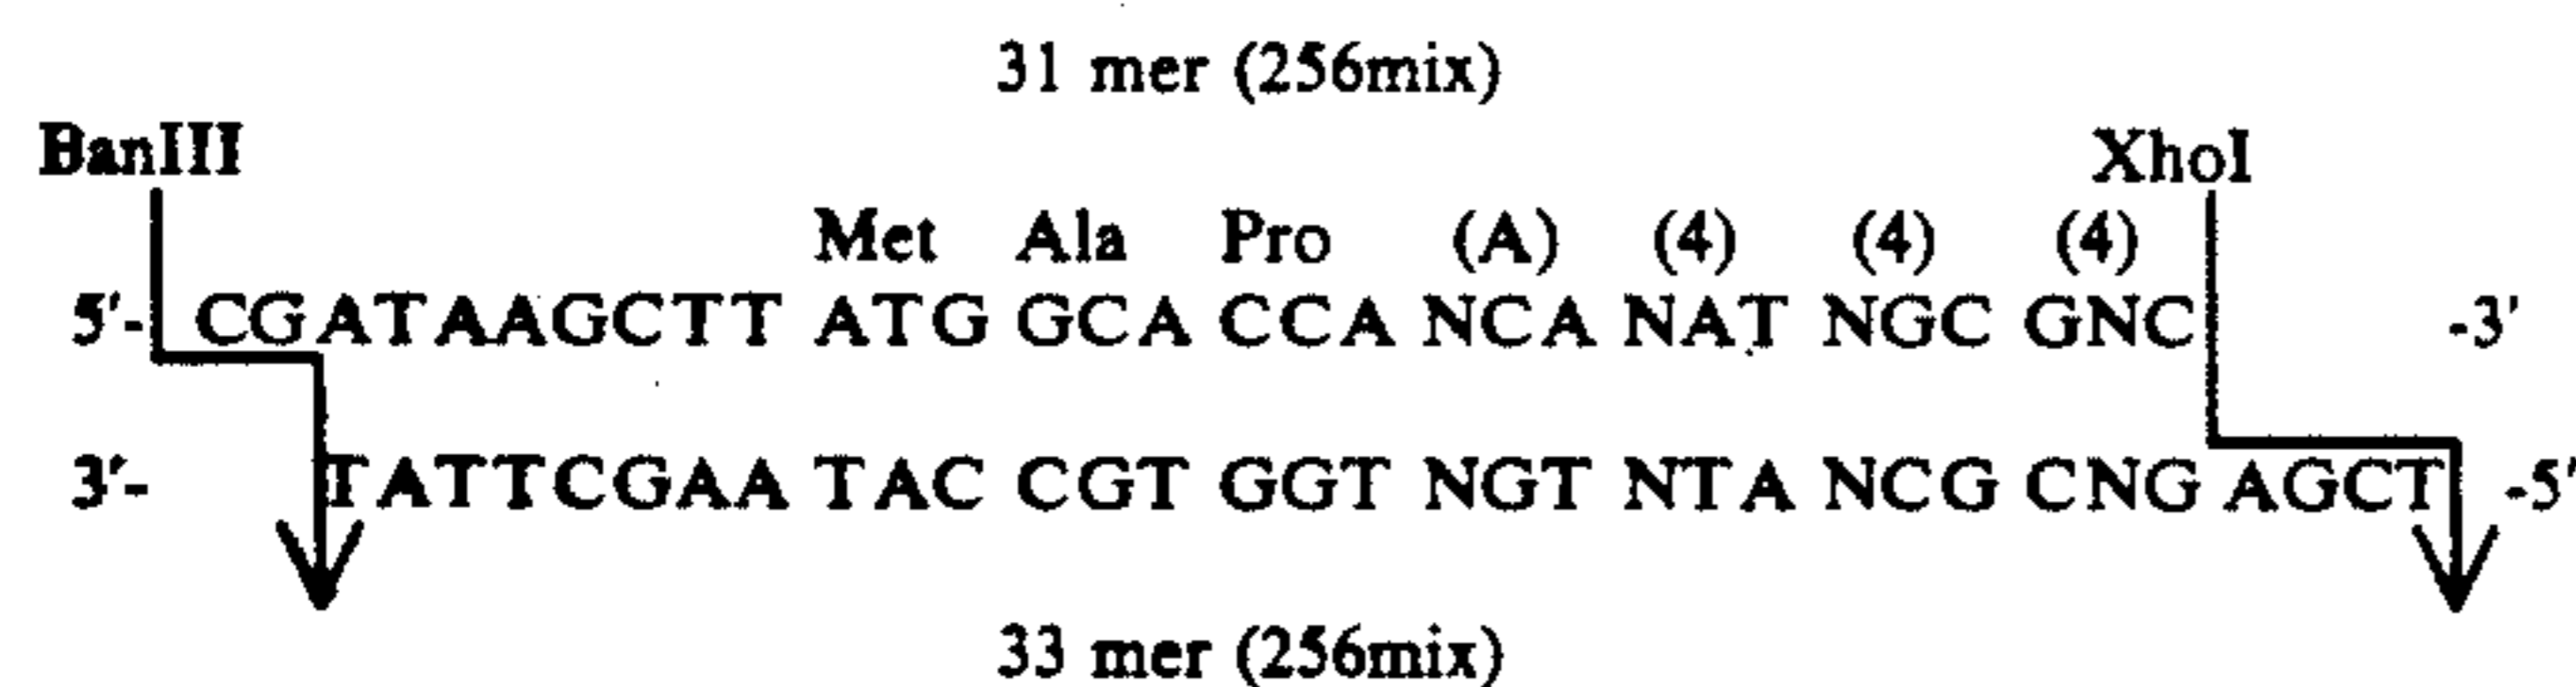 31 mer (256mix)
BanIII XhoI
Met Ala Pro (A) (4) (4) (4)
5′- CGATAAGCTT ATG GCA CCA NCA NAT NGC GNC -3′
3′- TATTCGAA TAC CGT GGT NGT NTA NCG CNG AGCT -5′
33 mer (256mix)